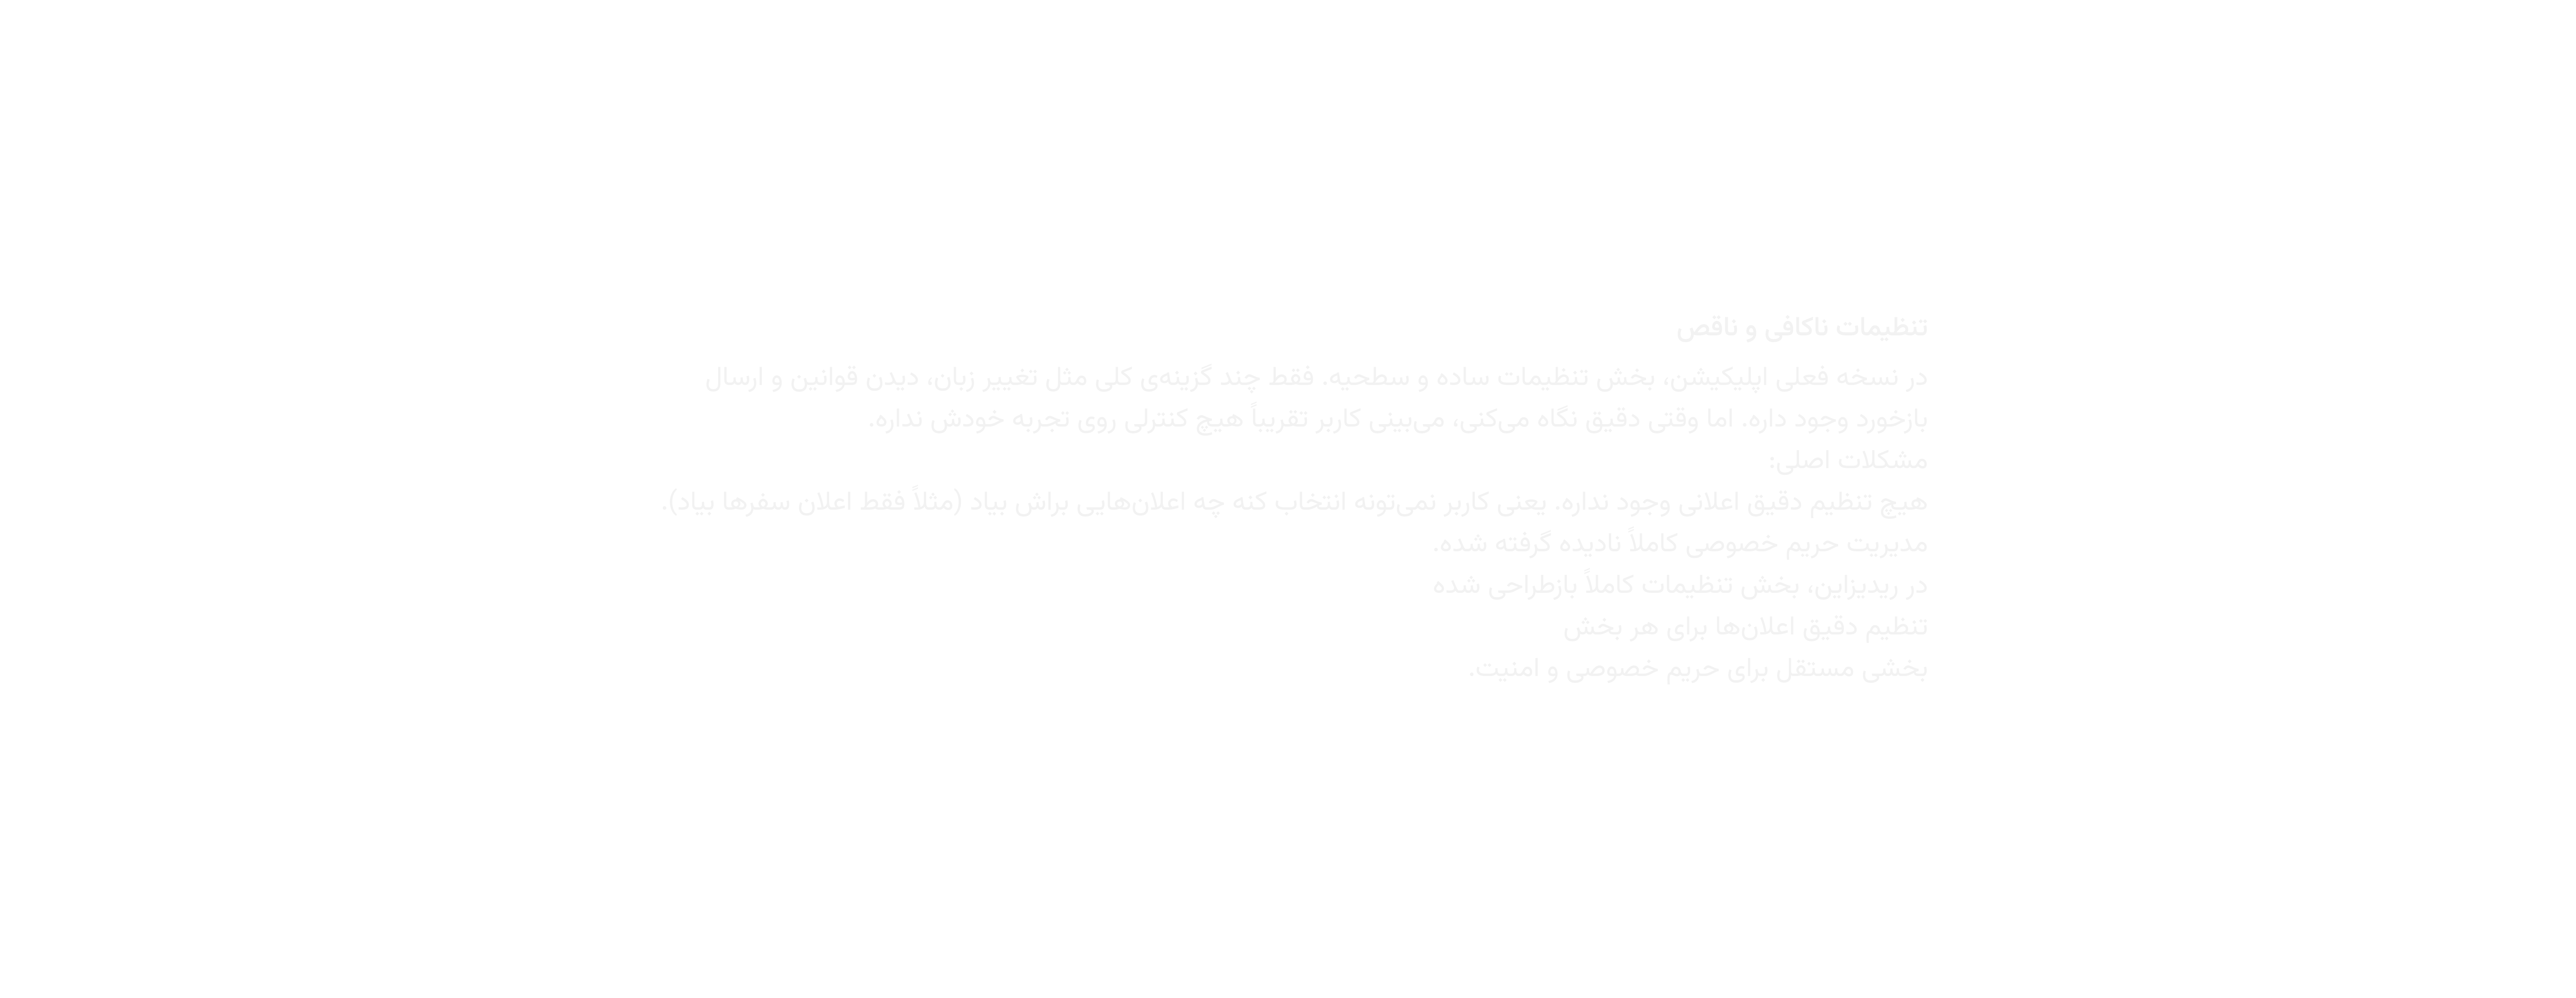 تنظیمات ناکافی و ناقص
در نسخه فعلی اپلیکیشن، بخش تنظیمات ساده و سطحیه. فقط چند گزینه‌ی کلی مثل تغییر زبان، دیدن قوانین و ارسال
بازخورد وجود داره. اما وقتی دقیق نگاه می‌کنی، می‌بینی کاربر تقریباً هیچ کنترلی روی تجربه خودش نداره.
مشکلات اصلی:
هیچ تنظیم دقیق اعلانی وجود نداره. یعنی کاربر نمی‌تونه انتخاب کنه چه اعلان‌هایی براش بیاد (مثلاً فقط اعلان سفرها بیاد).
مدیریت حریم خصوصی کاملاً نادیده گرفته شده.
در ریدیزاین، بخش تنظیمات کاملاً بازطراحی شده
تنظیم دقیق اعلان‌ها برای هر بخش
بخشی مستقل برای حریم خصوصی و امنیت.